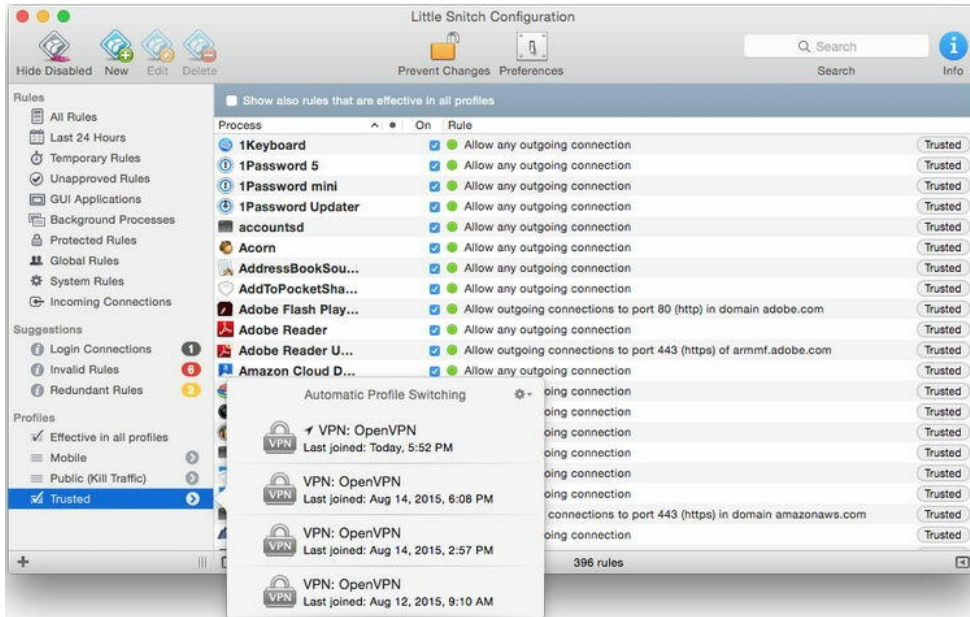 Little Snitch Configuration
Hide Disabled New Edit Delete Prevent Changes Preferences Search Info
Search
Rules
All Rules
Last 24 Hours
Temporary Rules
Unapproved Rules
GUI Applications
Background Processes
Protected Rules
Global Rules
System Rules
Incoming Connections
Suggestions
Login Connections 1
Invalid Rules 6
Redundant Rules 2
Profiles
Effective in all profiles
Mobile
Public (Kill Traffic)
Trusted
Show also rules that are effective in all profiles
Process On Rule
1Keyboard Allow any outgoing connection Trusted
1Password 5 Allow any outgoing connection Trusted
1Password mini Allow any outgoing connection Trusted
1Password Updater Allow any outgoing connection Trusted
accountsd Allow any outgoing connection Trusted
Acorn Allow any outgoing connection Trusted
AddressBookSou... Allow any outgoing connection Trusted
AddToPocketSha... Allow any outgoing connection Trusted
Adobe Flash Play... Allow outgoing connections to port 80 (http) in domain adobe.com Trusted
Adobe Reader Allow any outgoing connection Trusted
Adobe Reader U... Allow outgoing connections to port 443 (https) of armmf.adobe.com Trusted
Amazon Cloud D... Allow any outgoing connection Trusted
oing connection Trusted
oing connection Trusted
oing connection Trusted
oing connection Trusted
oing connection Trusted
oing connection Trusted
connections to port 443 (https) in domain amazonaws.com Trusted
oing connection Trusted
396 rules
Automatic Profile Switching
VPN VPN: OpenVPN
Last joined: Today, 5:52 PM
VPN VPN: OpenVPN
Last joined: Aug 14, 2015, 6:08 PM
VPN VPN: OpenVPN
Last joined: Aug 14, 2015, 2:57 PM
VPN VPN: OpenVPN
Last joined: Aug 12, 2015, 9:10 AM